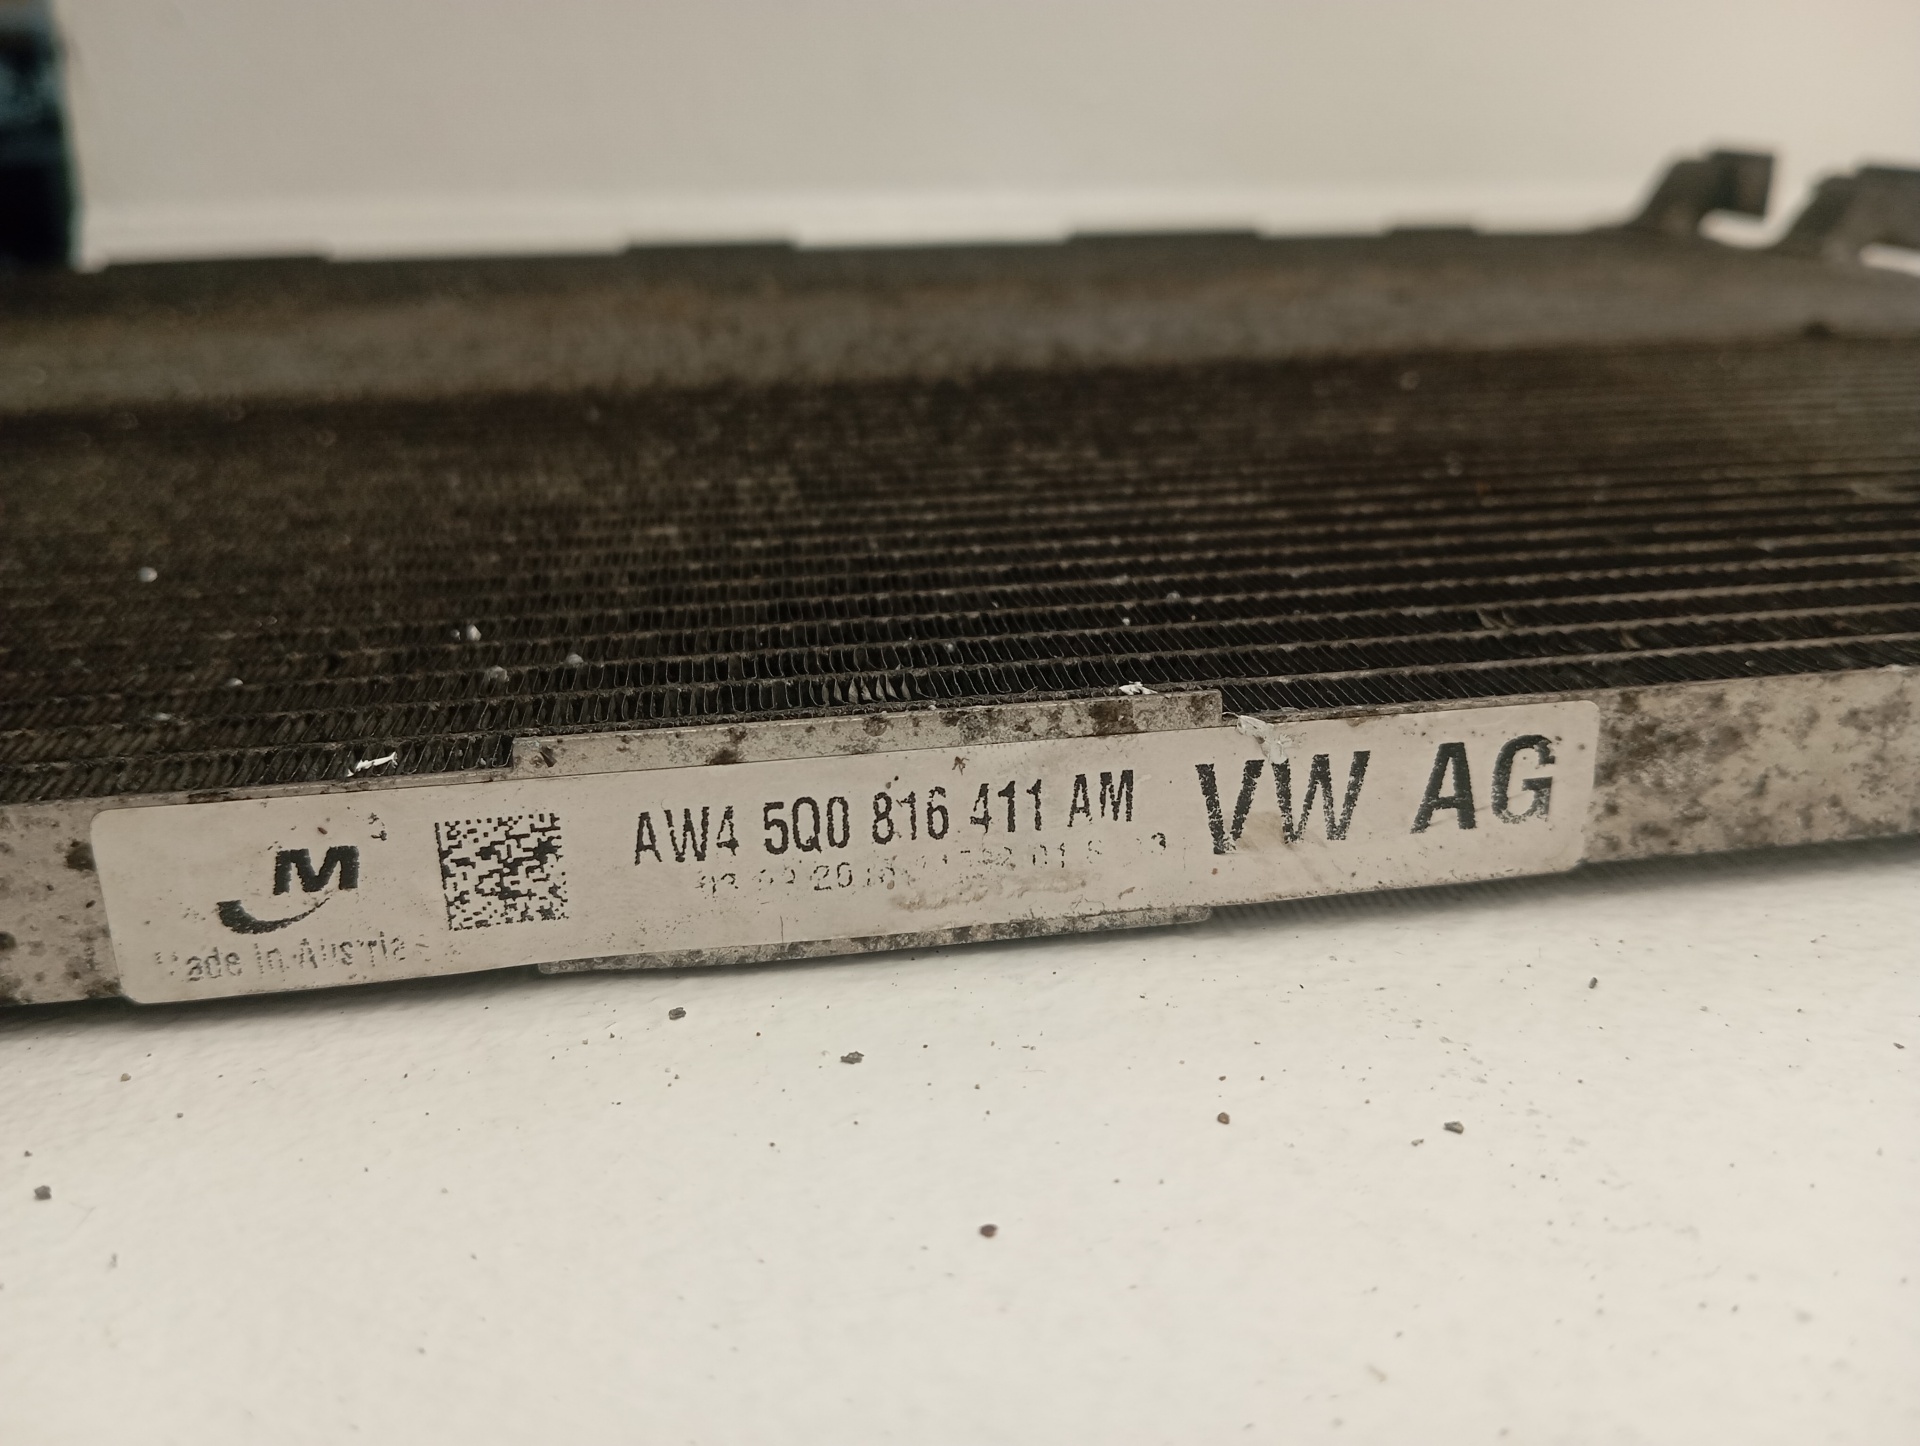 M
Made in Austria
AW4 5Q0 816 411 AM
VW AG